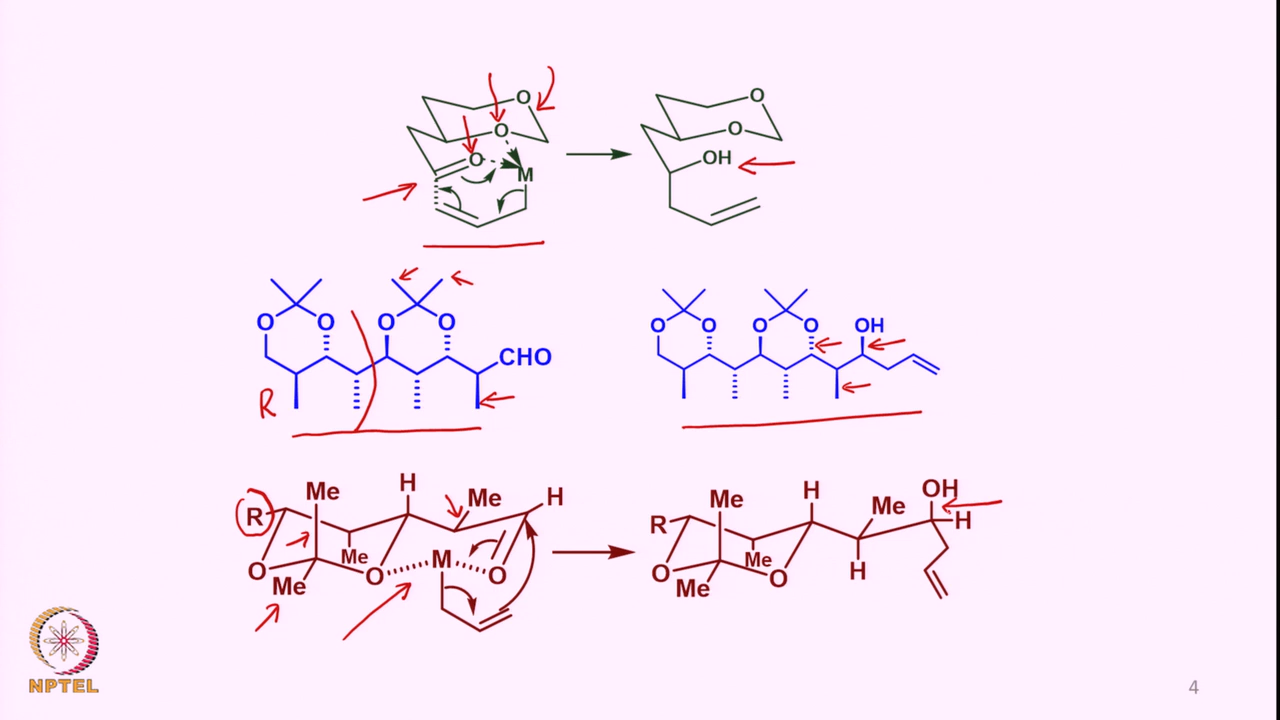 O
O
O M
O
O
OH
O O O O CHO
R
O O O O OH
R Me H Me H
Me M
O Me O O
R Me H Me OH
H
Me
O Me O H
NPTEL
4